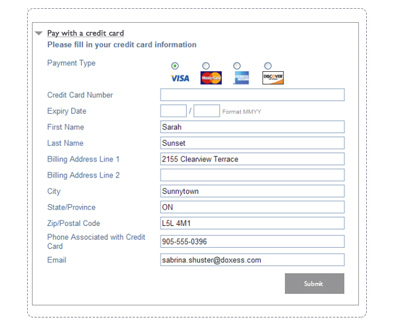 Pay with a credit card
Please fill in your credit card information
Payment Type
VISA MasterCard DISCOVER
Credit Card Number
Expiry Date / Format MMYY
First Name Sarah
Last Name Sunset
Billing Address Line 1 2155 Clearview Terrace
Billing Address Line 2
City Sunnytown
State/Province ON
Zip/Postal Code L5L 4M1
Phone Associated with Credit
Card 905-555-0396
Email sabrina.shuster@doxess.com
Submit